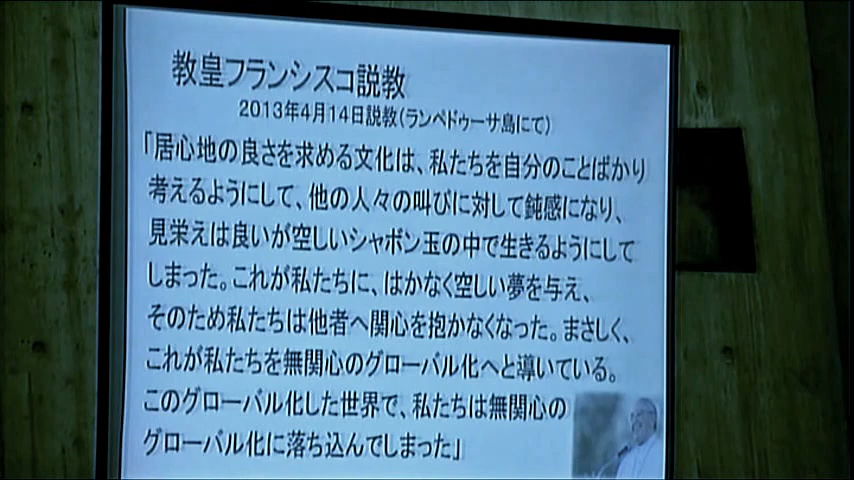 教皇フランシスコ説教
2013年4月14日説教(ランペドゥーサ島にて)
「居心地の良さを求める文化は、私たちを自分のことばかり
考えるようにして、他の人々の叫びに対して鈍感になり、
見栄えは良いが空しいシャボン玉の中で生きるようにして
しまった。これが私たちに、はかなく空しい夢を与え、
そのため私たちは他者へ関心を抱かなくなった。まさしく、
これが私たちを無関心のグローバル化へと導いている。
このグローバル化した世界で、私たちは無関心の
グローバル化に落ち込んでしまった」